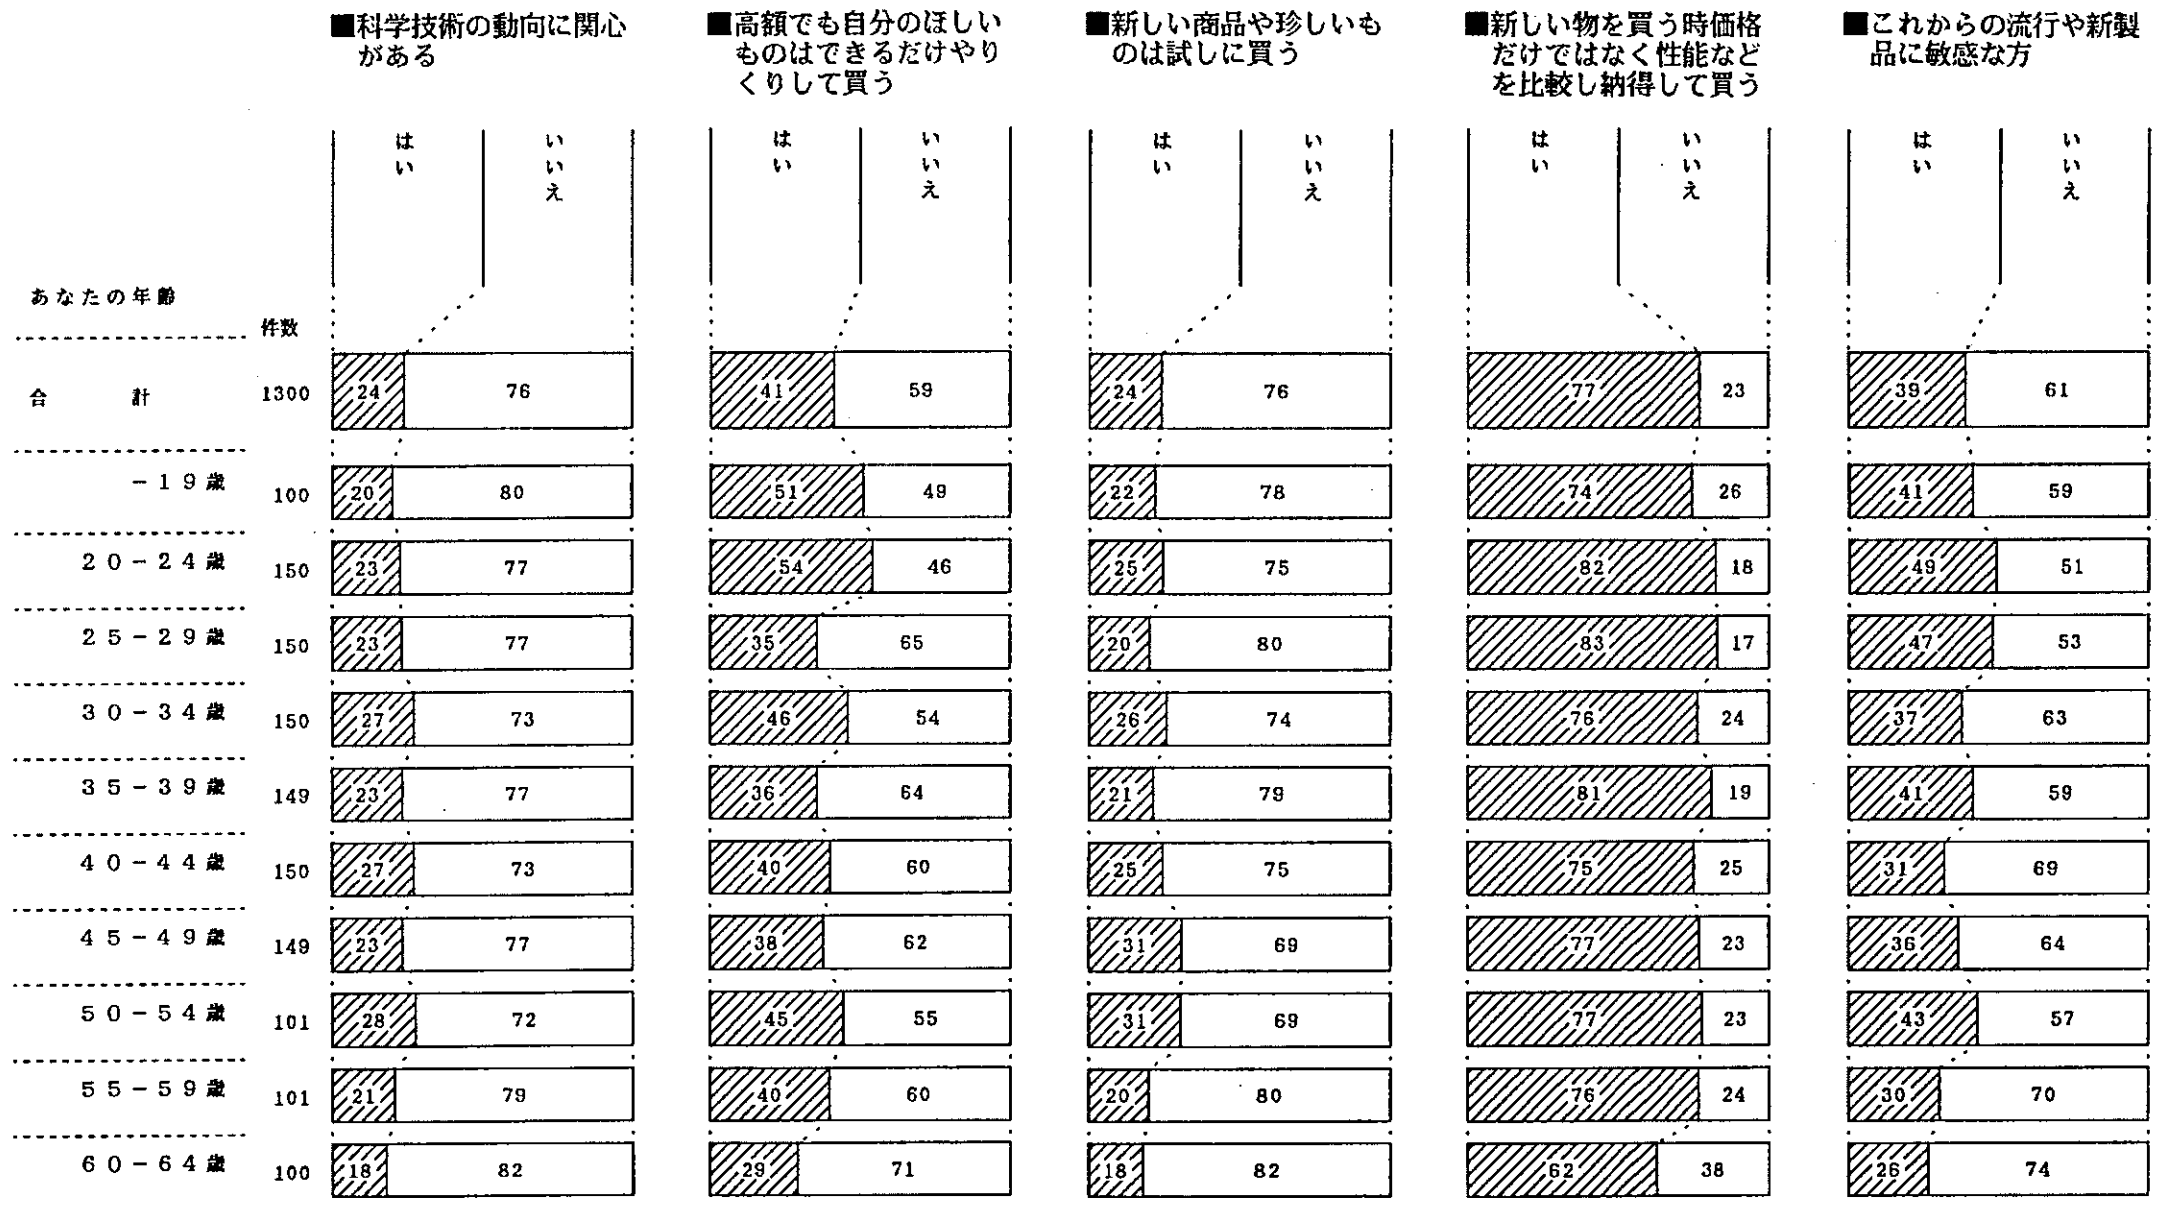 ■科学技術の動向に関心
がある
■高額でも自分のほしい
ものはできるだけやり
くりして買う
■新しい商品や珍しいも
のは試しに買う
■新しい物を買う時価格
だけではなく性能など
を比較し納得して買う
■これからの流行や新製
品に敏感な方
はい いいえ はい いいえ はい いいえ はい いいえ はい いいえ
あなたの年齢
件数
合計 1300 24 76 41 59 24 76 77 23 39 61
-19歳 100 20 80 51 49 22 78 74 26 41 59
20-24歳 150 23 77 54 46 25 75 82 18 49 51
25-29歳 150 23 77 35 65 20 80 83 17 47 53
30-34歳 150 27 73 46 54 26 74 76 24 37 63
35-39歳 149 23 77 36 64 21 79 81 19 41 59
40-44歳 150 27 73 40 60 25 75 75 25 31 69
45-49歳 149 23 77 38 62 31 69 77 23 36 64
50-54歳 101 28 72 45 55 31 69 77 23 43 57
55-59歳 101 21 79 40 60 20 80 76 24 30 70
60-64歳 100 18 82 29 71 18 82 62 38 26 74